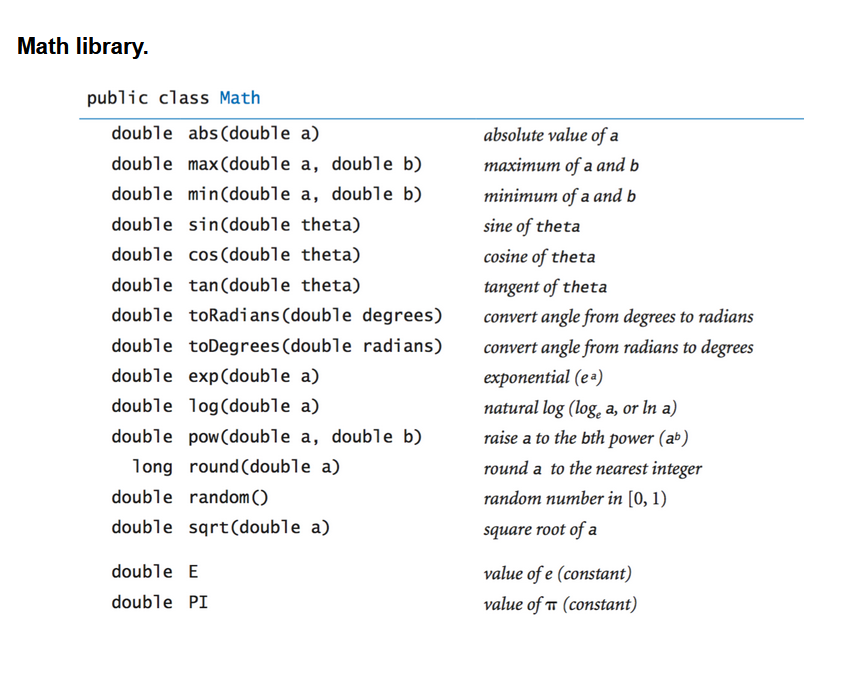 Math library.
public class Math
double abs(double a) absolute value of a
double max(double a, double b) maximum of a and b
double min(double a, double b) minimum of a and b
double sin(double theta) sine of theta
double cos(double theta) cosine of theta
double tan(double theta) tangent of theta
double toRadians(double degrees) convert angle from degrees to radians
double toDegrees(double radians) convert angle from radians to degrees
double exp(double a) exponential (eᵃ)
double log(double a) natural log (logₑ a, or ln a)
double pow(double a, double b) raise a to the bth power (aᵇ)
long round(double a) round a to the nearest integer
double random() random number in [0, 1)
double sqrt(double a) square root of a
double E value of e (constant)
double PI value of π (constant)